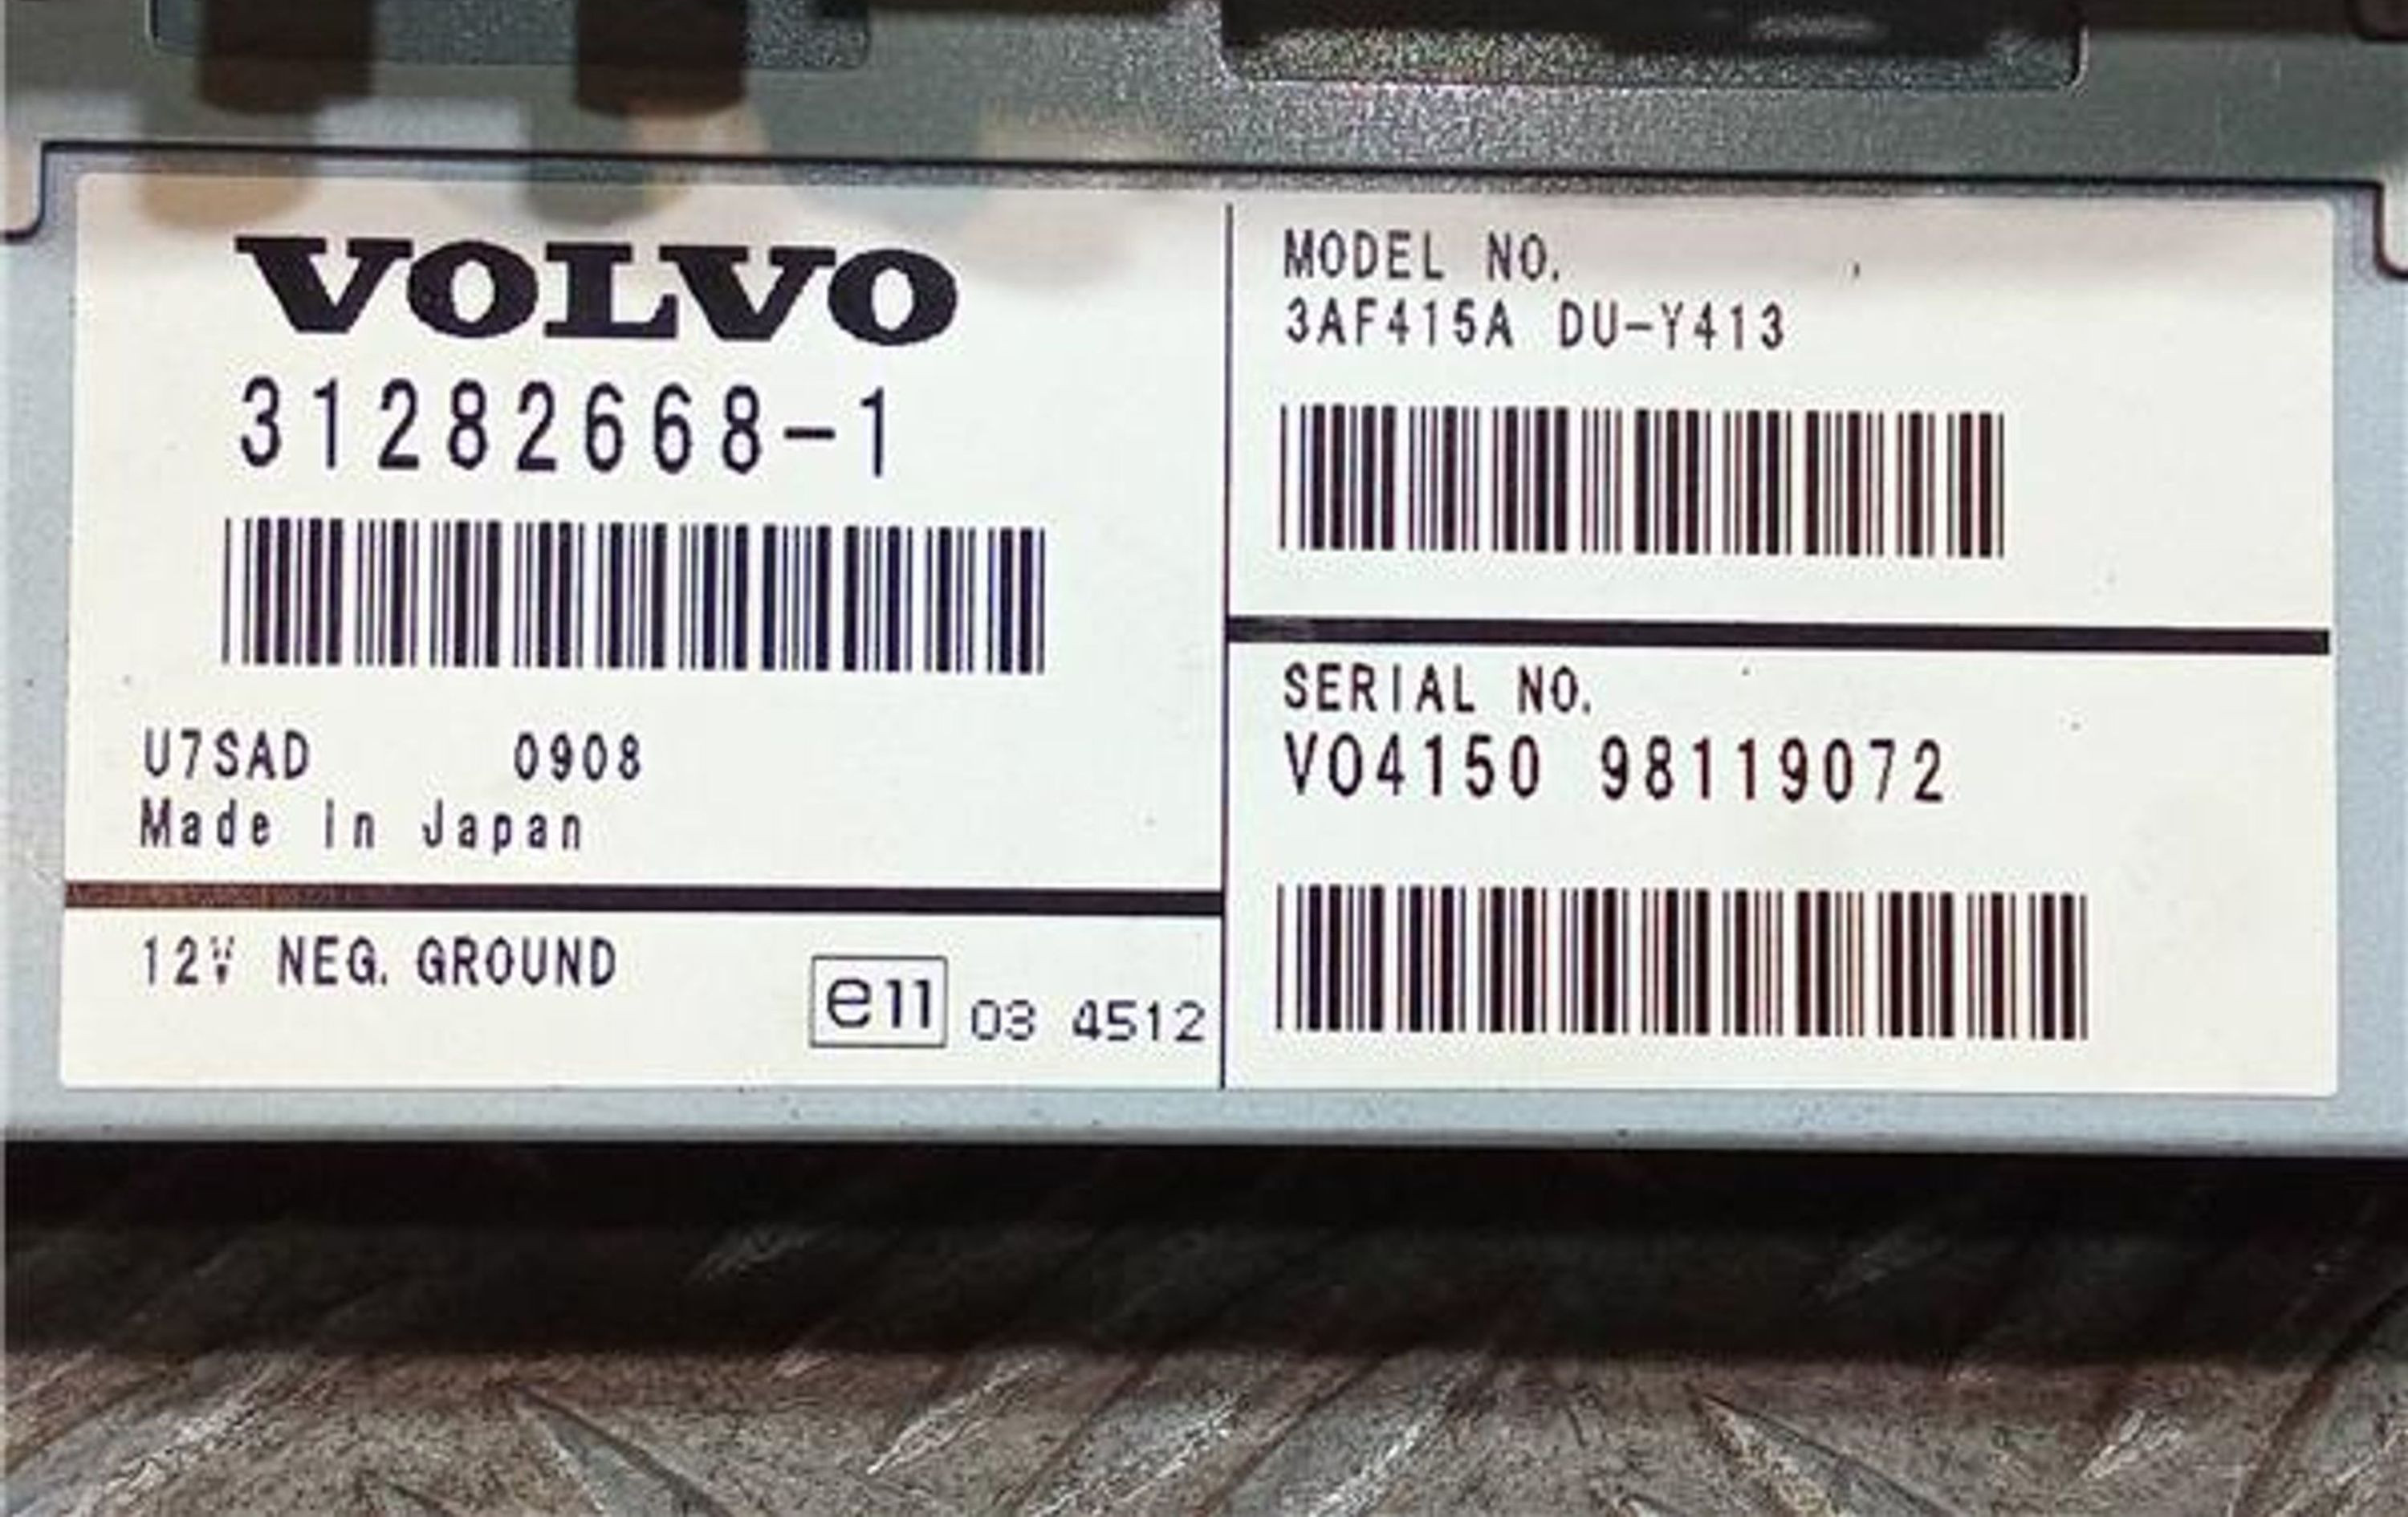 VOLVO
31282668-1
U7SAD 0908
Made in Japan
12V NEG. GROUND
e11 03 4512
MODEL NO.
3AF415A DU-Y413
SERIAL NO.
VO4150 98119072